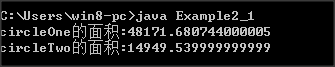 C:\Users\win8-pc>java Example2_1
circleOne的面积:48171.680744000005
circleTwo的面积:14949.539999999999